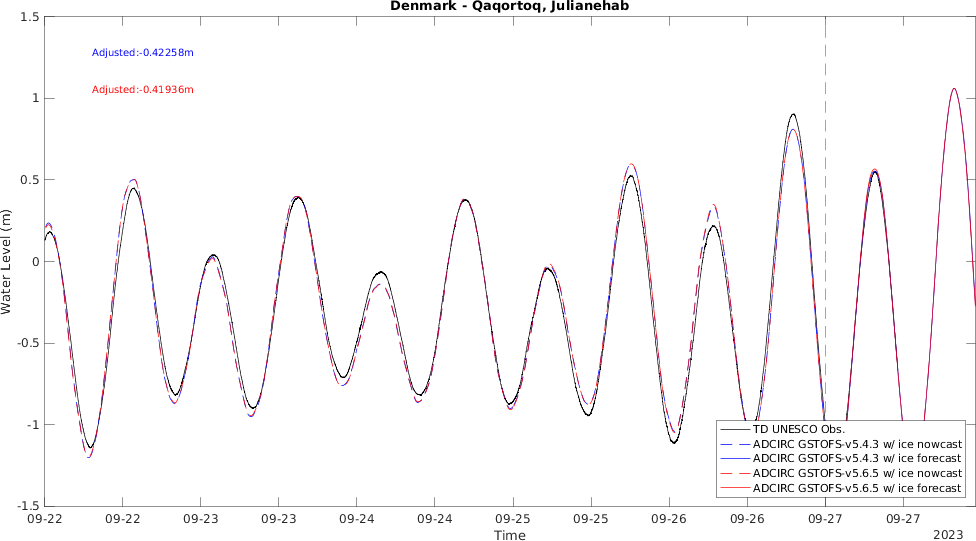 Denmark - Qaqortoq, Julianehab
Adjusted:-0.42258m
Adjusted:-0.41936m
Water Level (m)
1.5
1
0.5
0
-0.5
-1
-1.5
TD UNESCO Obs.
ADCIRC GSTOFS-v5.4.3 w/ ice nowcast
ADCIRC GSTOFS-v5.4.3 w/ ice forecast
ADCIRC GSTOFS-v5.6.5 w/ ice nowcast
ADCIRC GSTOFS-v5.6.5 w/ ice forecast
09-22 09-22 09-23 09-23 09-24 09-24 09-25 09-25 09-26 09-26 09-27 09-27
Time
2023